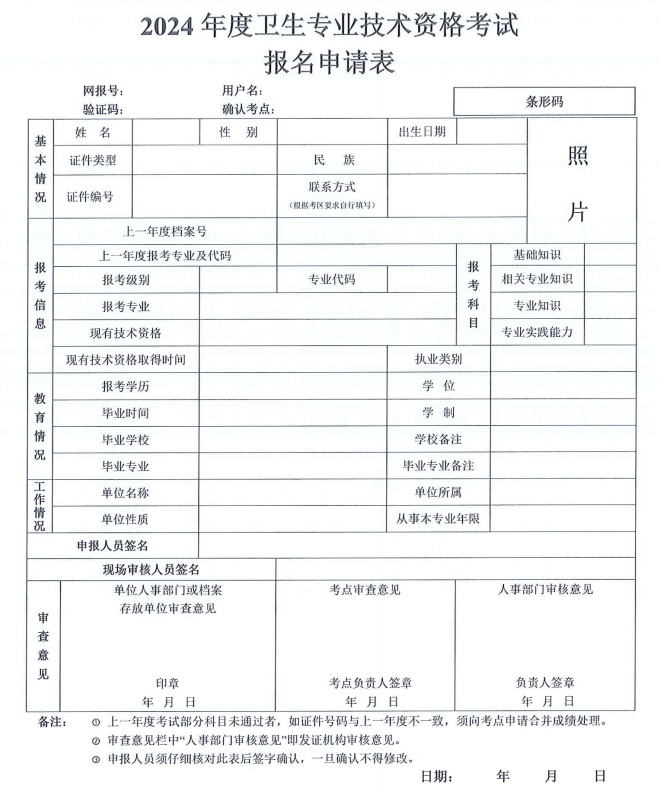 2024 年度卫生专业技术资格考试
报名申请表
网报号： 用户名：
验证码： 确认考点：
条形码
基本情况
姓 名 性 别 出生日期
证件类型 民 族
证件编号 联系方式
（根据考区要求自行填写）
照
片
报考信息
上一年度档案号
上一年度报考专业及代码
报考级别 专业代码
报考专业
现有技术资格
报考科目
基础知识
相关专业知识
专业知识
专业实践能力
现有技术资格取得时间 执业类别
教育情况
报考学历 学 位
毕业时间 学 制
毕业学校 学校备注
毕业专业 毕业专业备注
工作情况
单位名称 单位所属
单位性质 从事本专业年限
申报人员签名
现场审核人员签名
审查意见
单位人事部门或档案
存放单位审查意见
印章
年 月 日
考点审查意见
考点负责人签章
年 月 日
人事部门审核意见
负责人签章
年 月 日
备注： ① 上一年度考试部分科目未通过者，如证件号码与上一年度不一致，须向考点申请合并成绩处理。
② 审查意见栏中“人事部门审核意见”即发证机构审核意见。
③ 申报人员须仔细核对此表后签字确认，一旦确认不得修改。
日期： 年 月 日